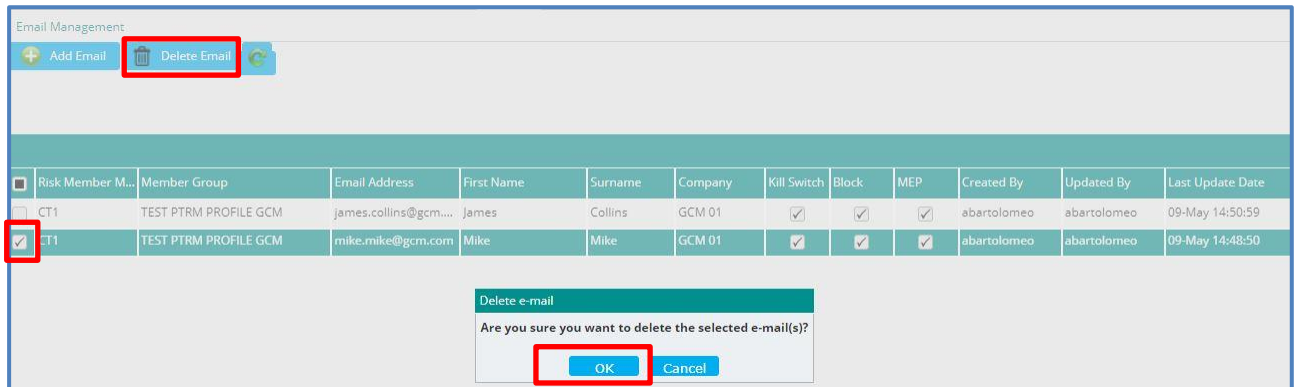 Email Management
Add Email Delete Email
Risk Member M... Member Group Email Address First Name Surname Company Kill Switch Block MEP Created By Updated By Last Update Date
CT1 TEST PTRM PROFILE GCM james.collins@gcm.... James Collins GCM 01 abartolomeo abartolomeo 09-May 14:50:59
CT1 TEST PTRM PROFILE GCM mike.mike@gcm.com Mike Mike GCM 01 abartolomeo abartolomeo 09-May 14:48:50
Delete e-mail
Are you sure you want to delete the selected e-mail(s)?
OK Cancel